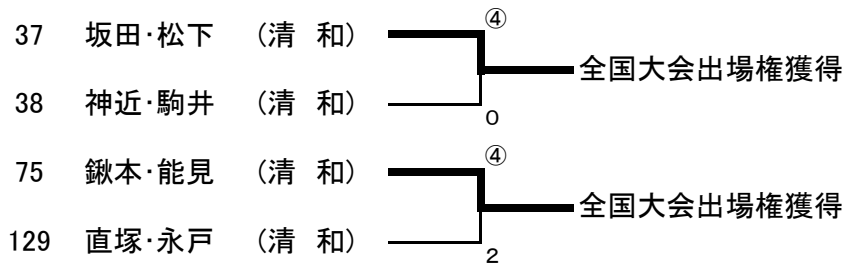 ④
37 坂田・松下 （清 和）
全国大会出場権獲得
38 神近・駒井 （清 和）
0
④
75 鍬本・能見 （清 和）
全国大会出場権獲得
129 直塚・永戸 （清 和）
2